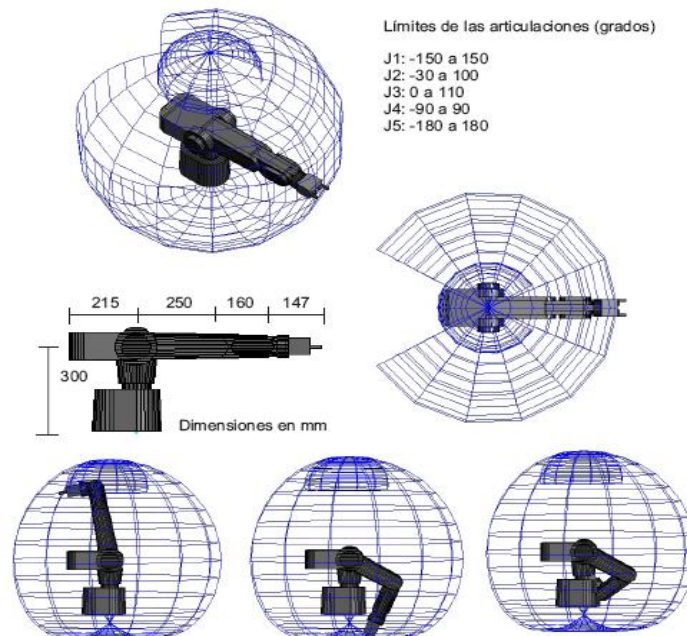 Límites de las articulaciones (grados)
J1: -150 a 150
J2: -30 a 100
J3: 0 a 110
J4: -90 a 90
J5: -180 a 180
215 250 160 147
300
Dimensiones en mm